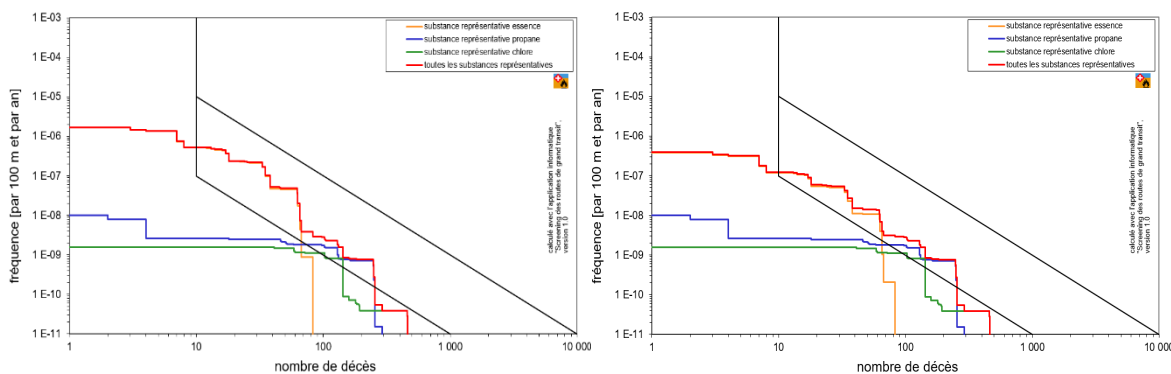 1 E-03
1 E-04
1 E-05
1 E-06
1 E-07
1 E-08
1 E-09
1 E-10
1 E-11
fréquence [par 100 m et par an]
substance représentative essence
substance représentative propane
substance représentative chlore
toutes les substances représentatives
calculé avec l'application informatique
"Screening des routes de grand transit",
version 1.0
1
10
100
1 000
10 000
nombre de décès
1 E-03
1 E-04
1 E-05
1 E-06
1 E-07
1 E-08
1 E-09
1 E-10
1 E-11
fréquence [par 100 m et par an]
substance représentative essence
substance représentative propane
substance représentative chlore
toutes les substances représentatives
calculé avec l'application informatique
"Screening des routes de grand transit",
version 1.0
1
10
100
1 000
10 000
nombre de décès